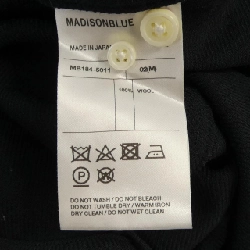 MADISONBLUE
MADE IN JAPAN
MB184-5011 02(M)
100% WOOL
P
DO NOT WASH / DO NOT BLEACH
DO NOT TUMBLE DRY / WARM IRON
DRY CLEAN / DO NOT WET CLEAN